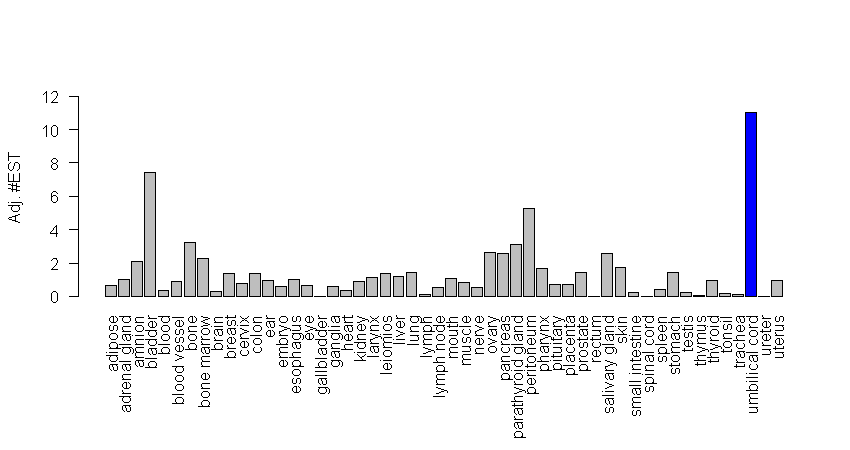 12
10
8
6
4
2
0
Adj. #EST
adipose
adrenal gland
amnion
bladder
blood
blood vessel
bone
bone marrow
brain
breast
cervix
colon
ear
embryo
esophagus
eye
gallbladder
ganglia
heart
kidney
larynx
leiomios
liver
lung
lymph
lymph node
mouth
muscle
nerve
ovary
pancreas
parathyroid gland
peritoneum
pharynx
pituitary
placenta
prostate
rectum
salivary gland
skin
small intestine
spinal cord
spleen
stomach
testis
thymus
thyroid
tonsil
trachea
umbilical cord
ureter
uterus